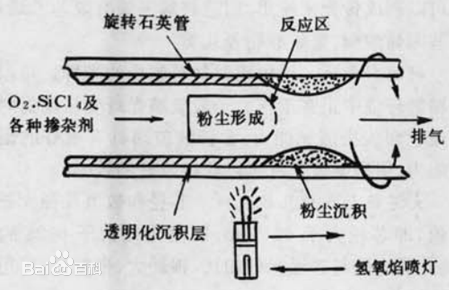 旋转石英管
反应区
O₂.SiCl₄及
各种掺杂剂
粉尘形成
排气
透明化沉积层
粉尘沉积
氢氧焰喷灯
Baidu百科